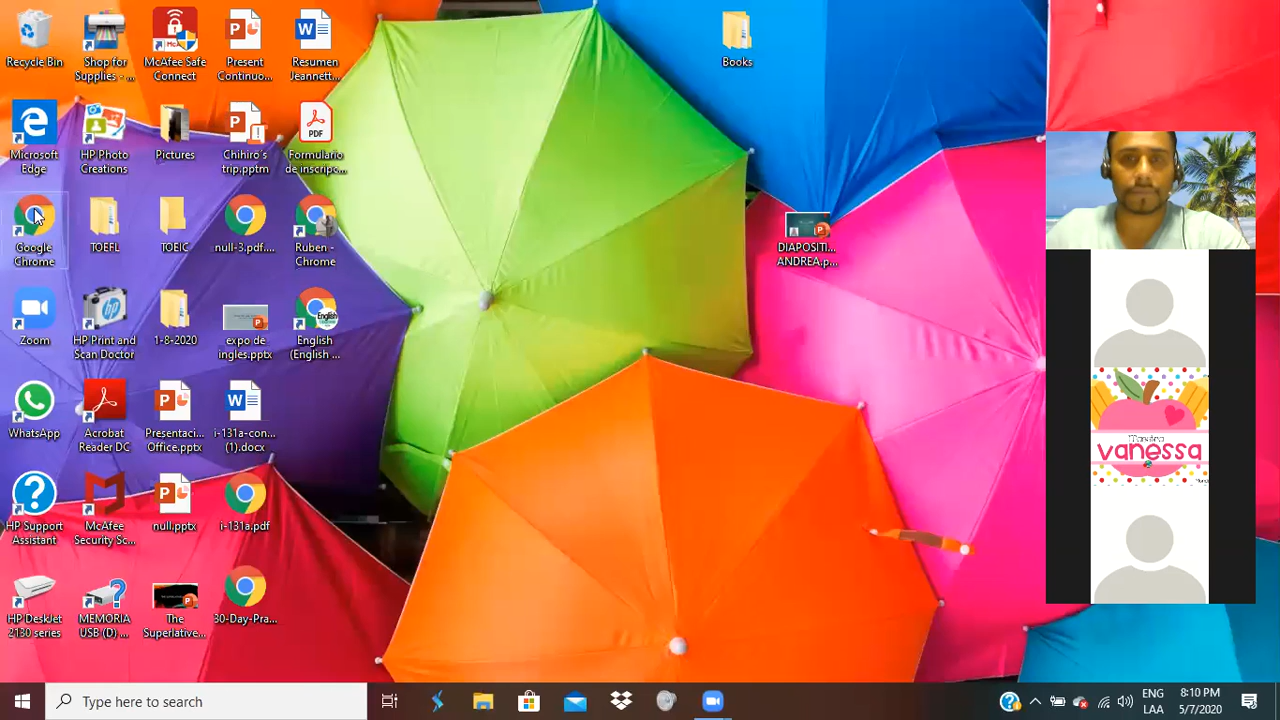 Recycle Bin
Shop for
Supplies - ...
McAfee Safe
Connect
Present
Continuo...
Resumen
Jeannett...
Books
Microsoft
Edge
HP Photo
Creations
Pictures
Chihiro's
trip.pptm
PDF
Formulario
de inscripc...
Google
Chrome
TOEFL
TOEIC
null-3.pdf....
Ruben -
Chrome
DIAPOSITI...
ANDREA.p...
Zoom
HP Print and
Scan Doctor
1-8-2020
expo de
ingles.pptx
English
English
(English ...
WhatsApp
Acrobat
Reader DC
Presentaci...
Office.pptx
i-131a-con...
(1).docx
vanessa
HP Support
Assistant
McAfee
Security Sc...
null.pptx
i-131a.pdf
HP DeskJet
2130 series
MEMORIA
USB (D) ...
The
Superlative...
30-Day-Pra...
Type here to search
ENG
LAA
8:10 PM
5/7/2020